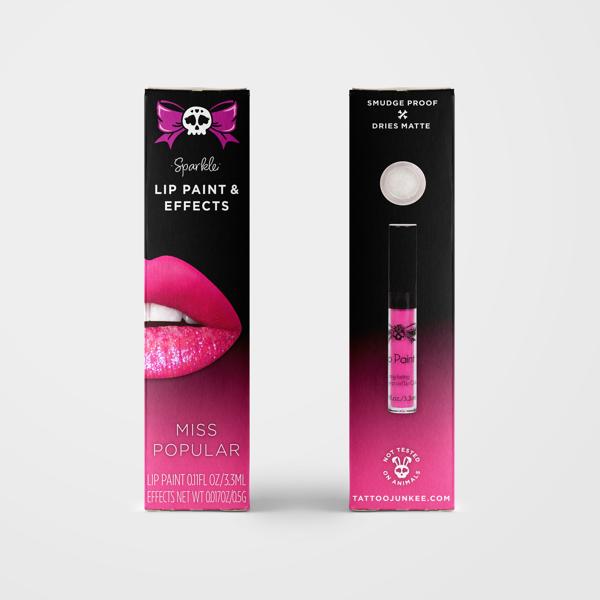 Sparkle
LIP PAINT &
EFFECTS
MISS
POPULAR
LIP PAINT 0.11FL OZ/3.3ML
EFFECTS NET WT 0.017OZ/0.5G
SMUDGE PROOF
DRIES MATTE
Paint
NOT TESTED
ON ANIMALS
TATTOOJUNKEE.COM